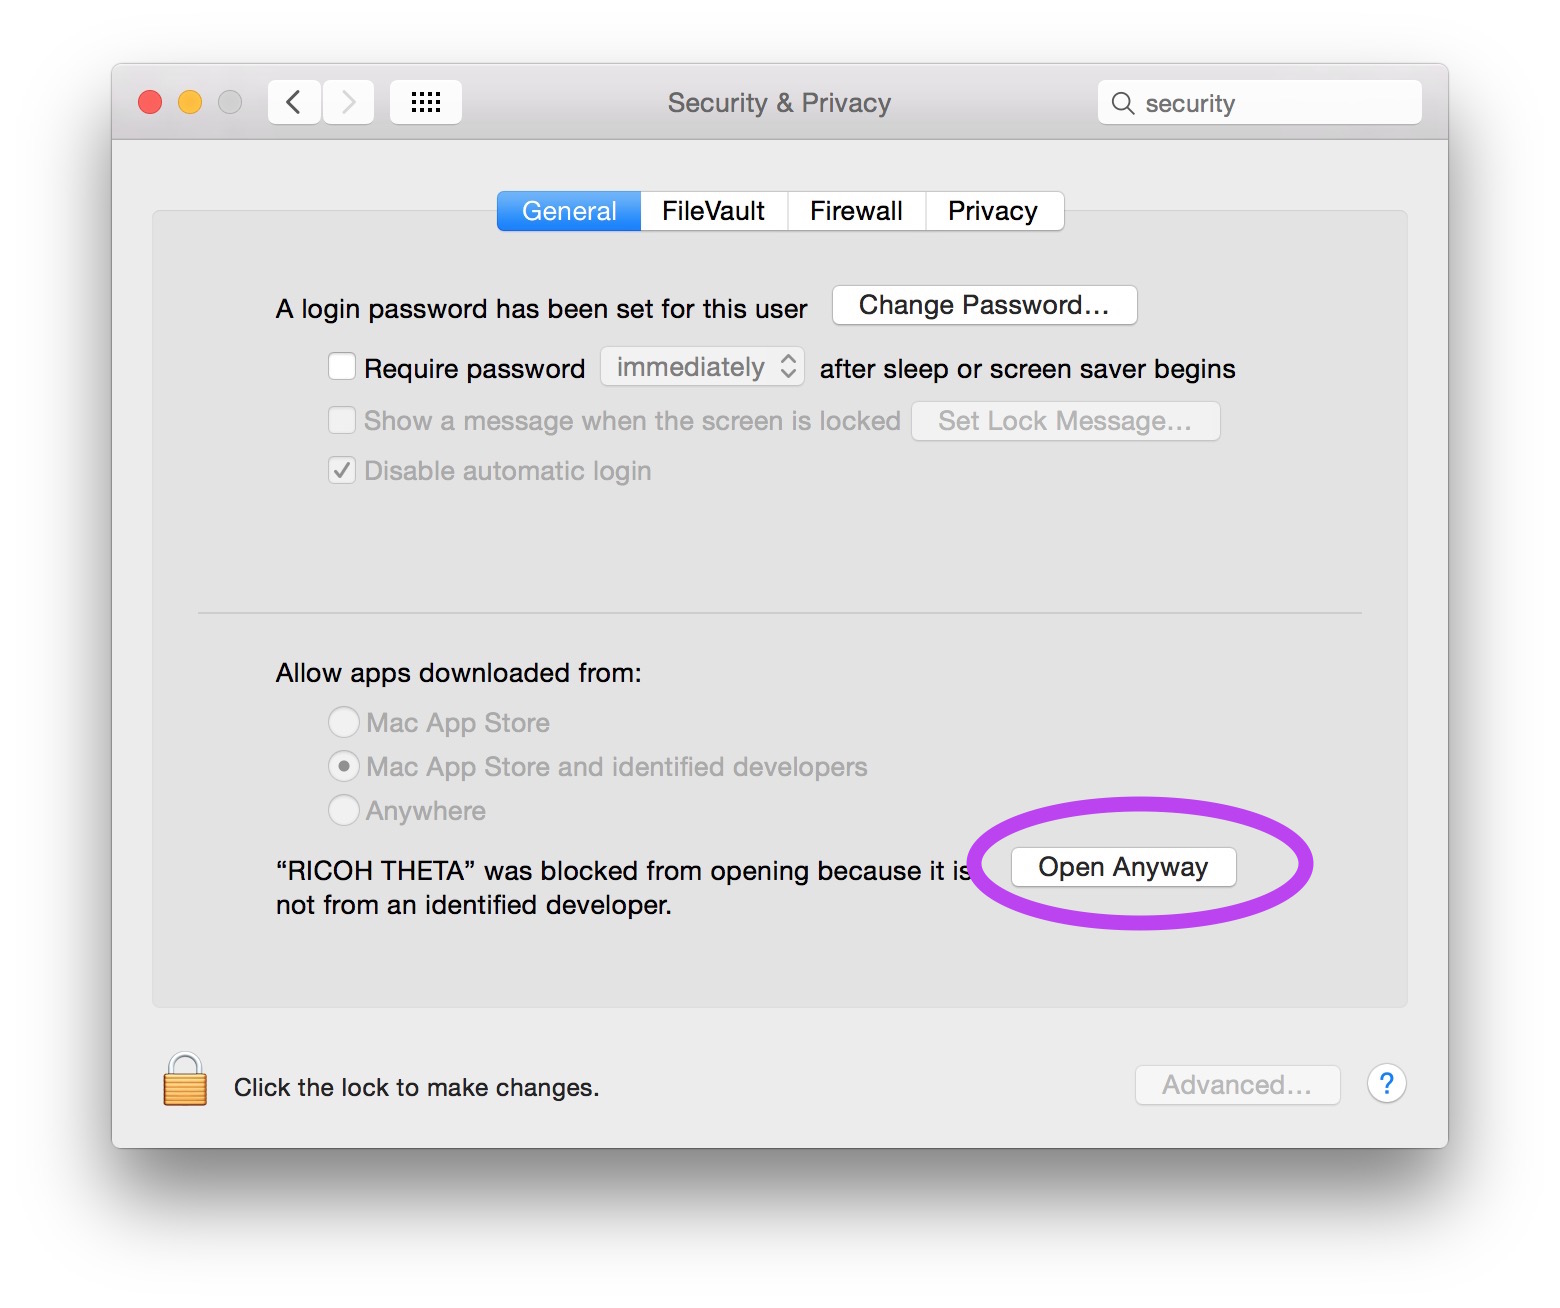 Security & Privacy
security
General FileVault Firewall Privacy
A login password has been set for this user Change Password...
Require password immediately after sleep or screen saver begins
Show a message when the screen is locked Set Lock Message...
Disable automatic login
Allow apps downloaded from:
Mac App Store
Mac App Store and identified developers
Anywhere
“RICOH THETA” was blocked from opening because it is Open Anyway
not from an identified developer.
Click the lock to make changes. Advanced... ?